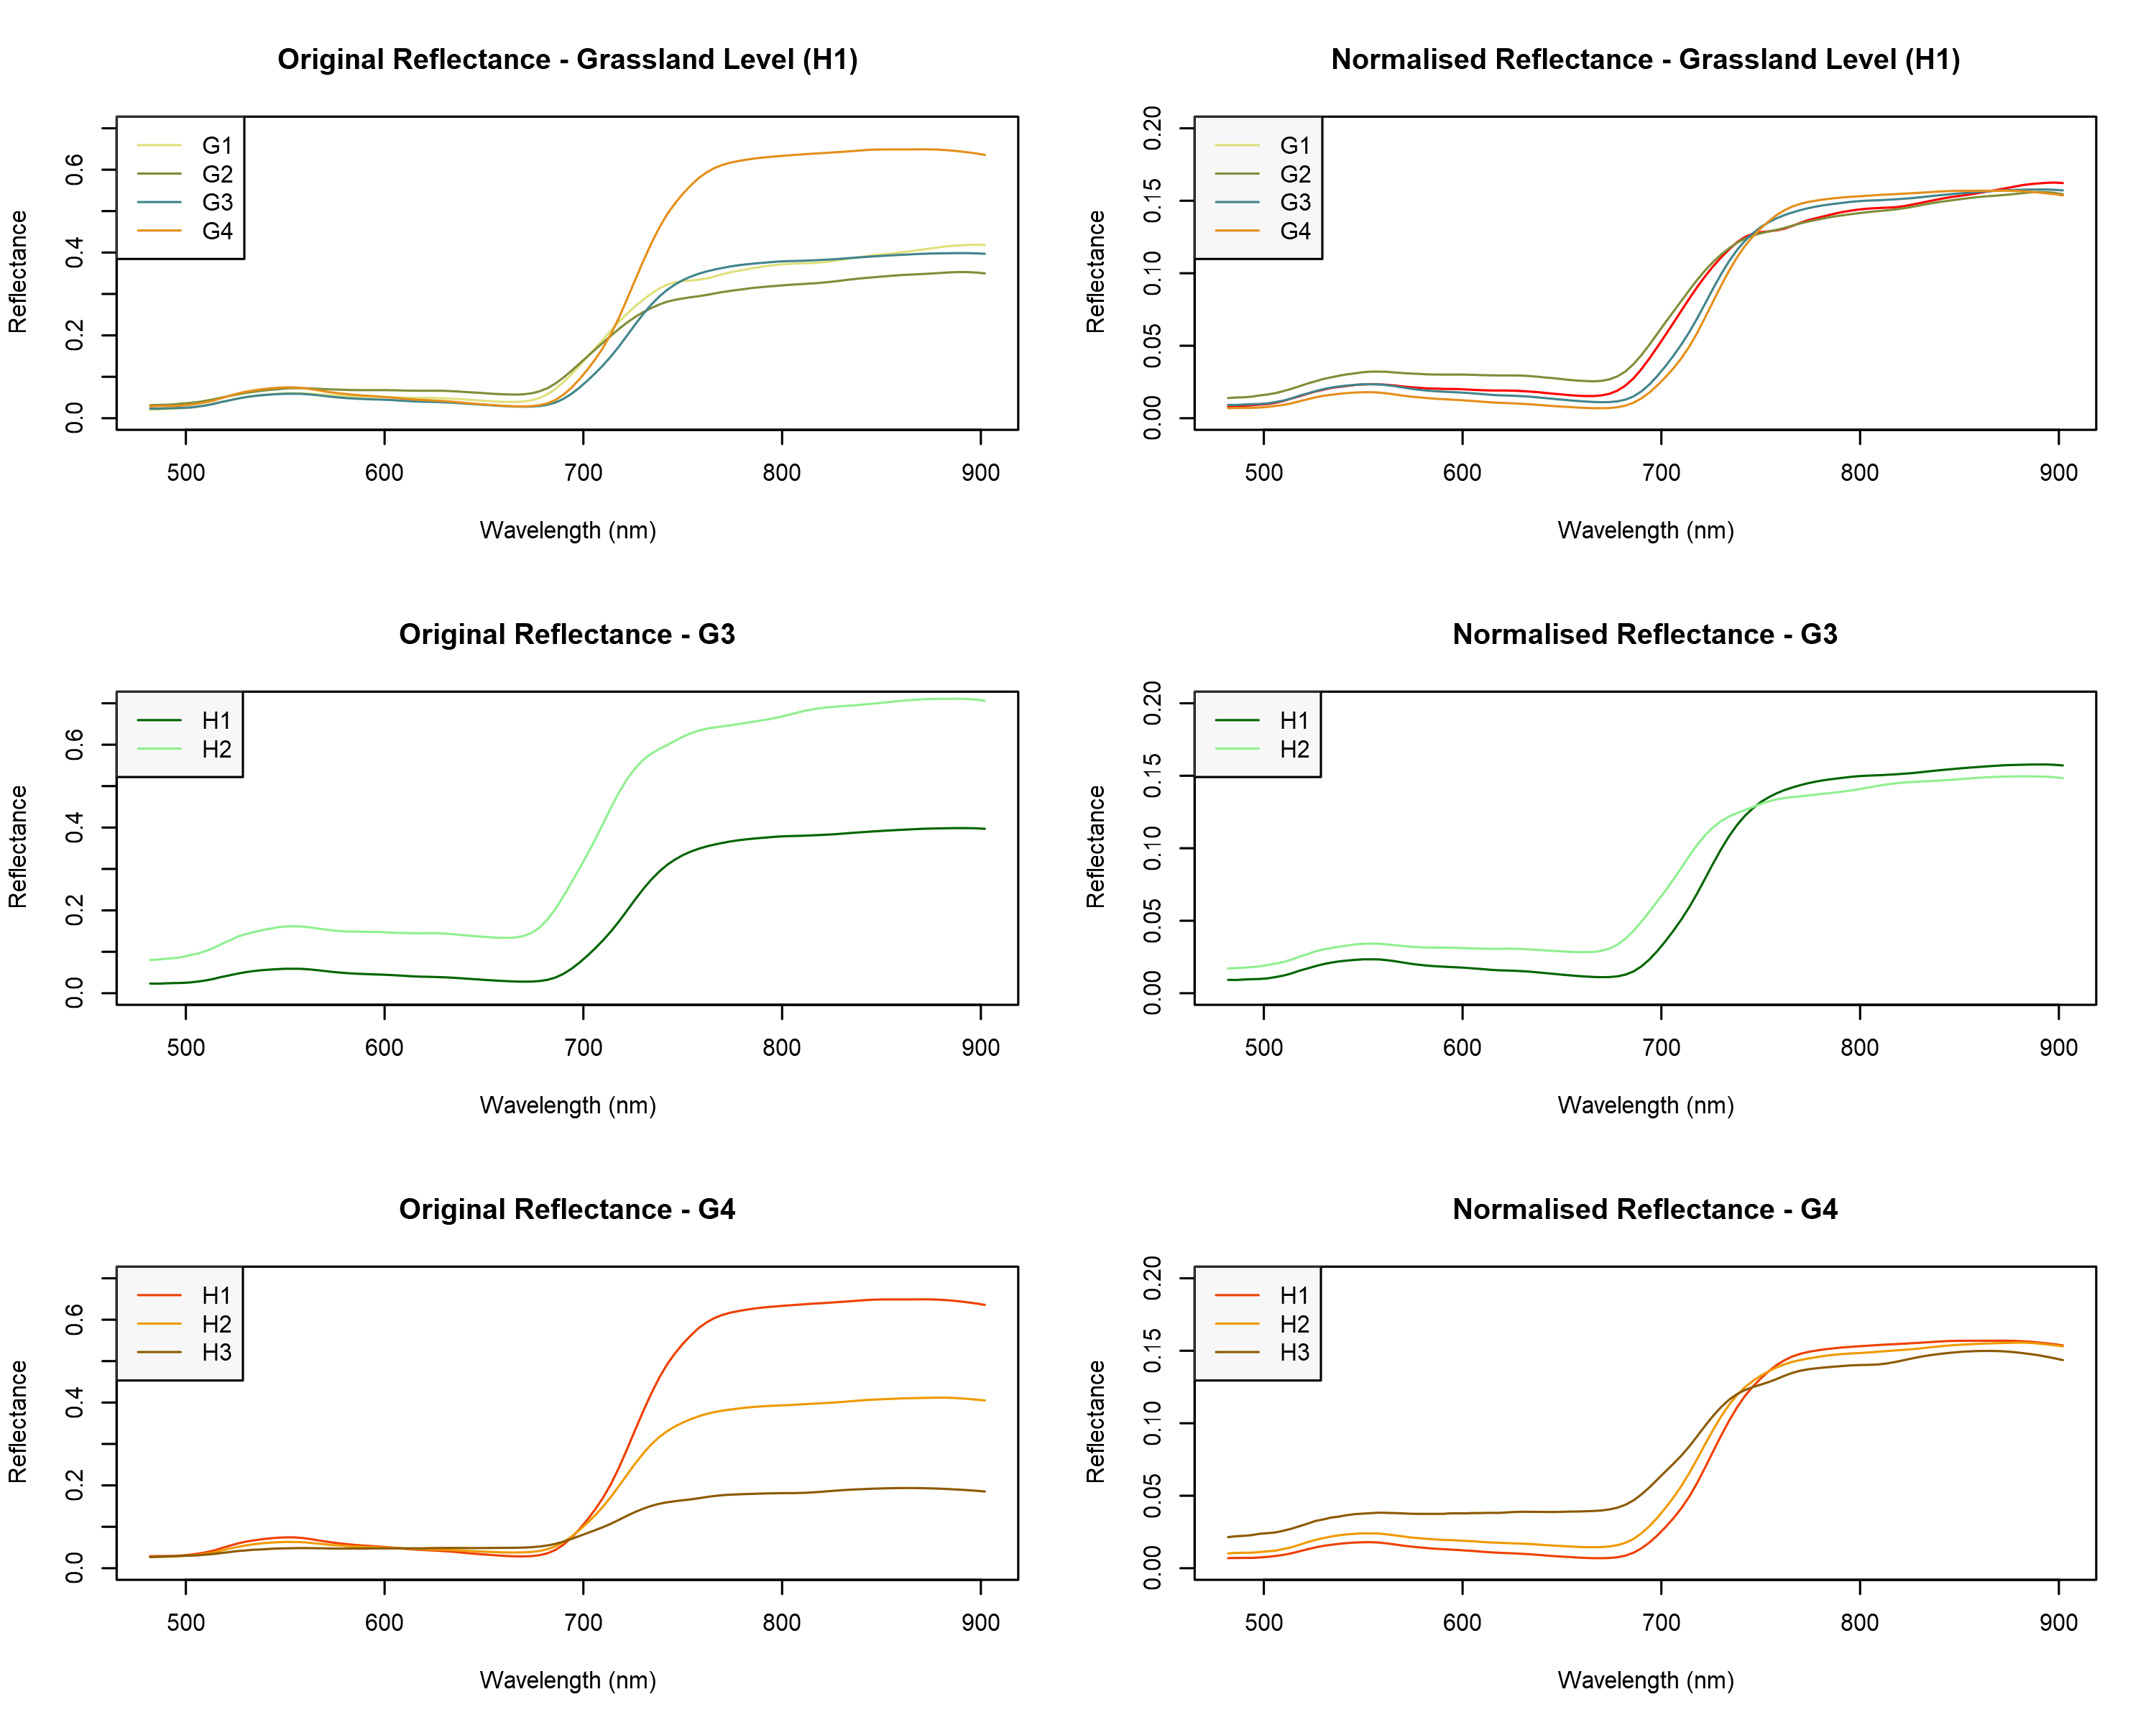 Original Reflectance - Grassland Level (H1)
Reflectance
0.0 0.2 0.4 0.6
G1
G2
G3
G4
500 600 700 800 900
Wavelength (nm)
Normalised Reflectance - Grassland Level (H1)
Reflectance
0.00 0.05 0.10 0.15 0.20
G1
G2
G3
G4
500 600 700 800 900
Wavelength (nm)
Original Reflectance - G3
Reflectance
0.0 0.2 0.4 0.6
H1
H2
500 600 700 800 900
Wavelength (nm)
Normalised Reflectance - G3
Reflectance
0.00 0.05 0.10 0.15 0.20
H1
H2
500 600 700 800 900
Wavelength (nm)
Original Reflectance - G4
Reflectance
0.0 0.2 0.4 0.6
H1
H2
H3
500 600 700 800 900
Wavelength (nm)
Normalised Reflectance - G4
Reflectance
0.00 0.05 0.10 0.15 0.20
H1
H2
H3
500 600 700 800 900
Wavelength (nm)